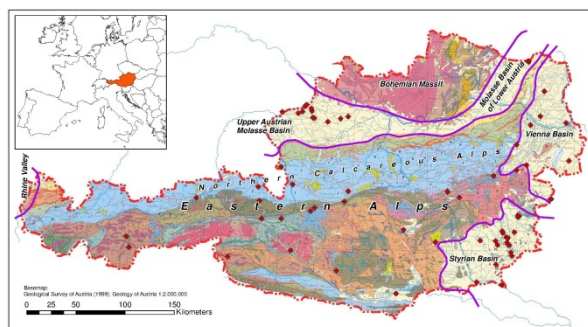 Bohemian Massif
Molasse Basin
of Lower Austria
Upper Austrian
Molasse Basin
Vienna Basin
Rhine Valley
Northern Calcareous Alps
Eastern Alps
Styrian Basin
Basemap:
Geological Survey of Austria (1999): Geology of Austria 1:2.000.000
0 25 50 100 150
Kilometers